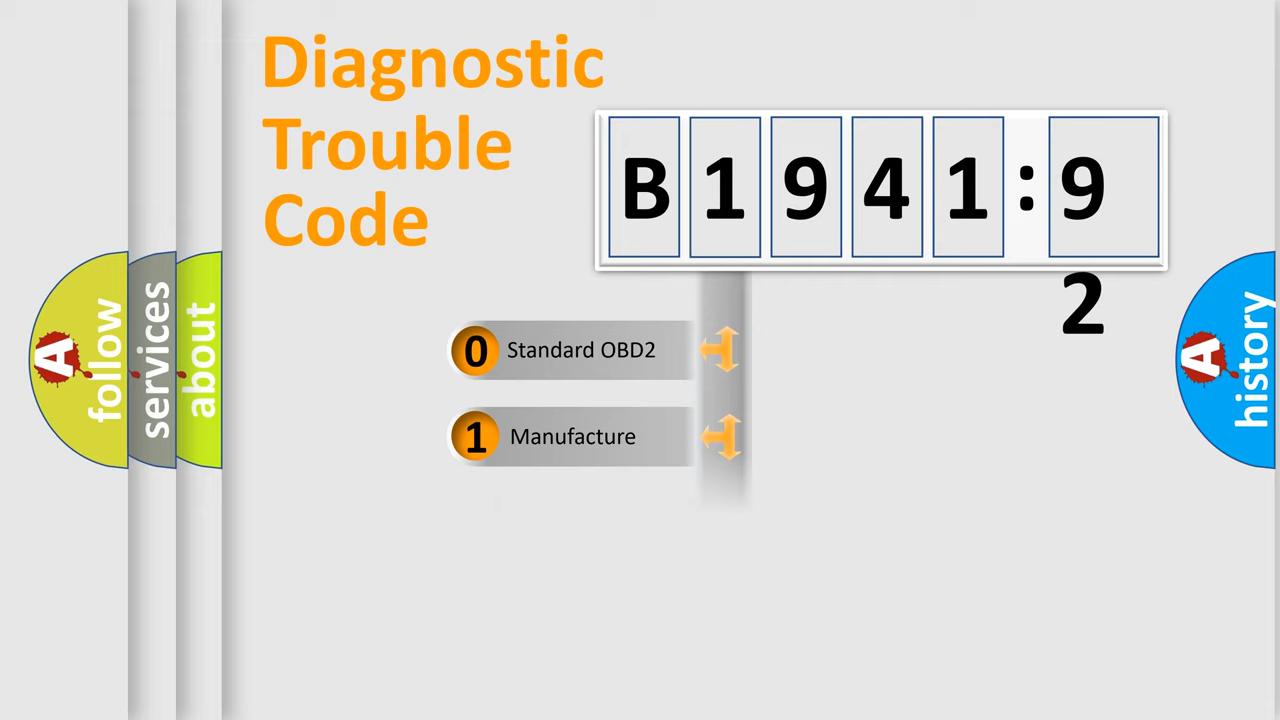 Diagnostic
Trouble
Code
B 1 9 4 1 : 9
2
0 Standard OBD2
1 Manufacture
A follow
services
about
A history